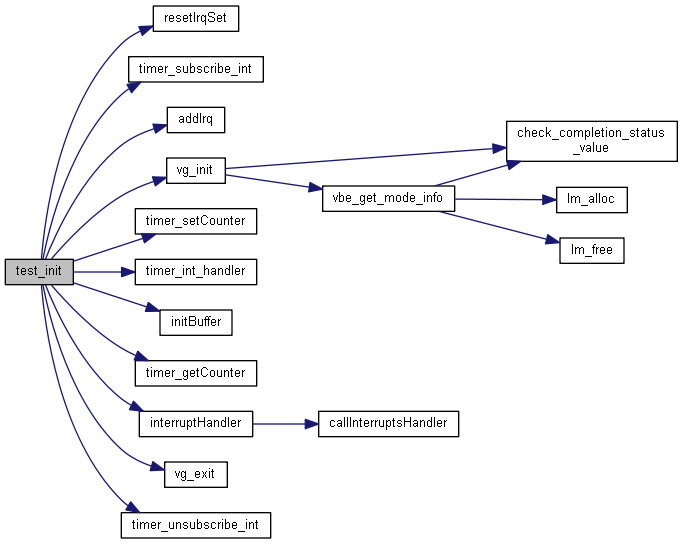 resetIrqSet
timer_subscribe_int
addIrq
vg_init
check_completion_status
_value
vbe_get_mode_info
lm_alloc
lm_free
timer_setCounter
test_init
timer_int_handler
initBuffer
timer_getCounter
interruptHandler
callInterruptsHandler
vg_exit
timer_unsubscribe_int